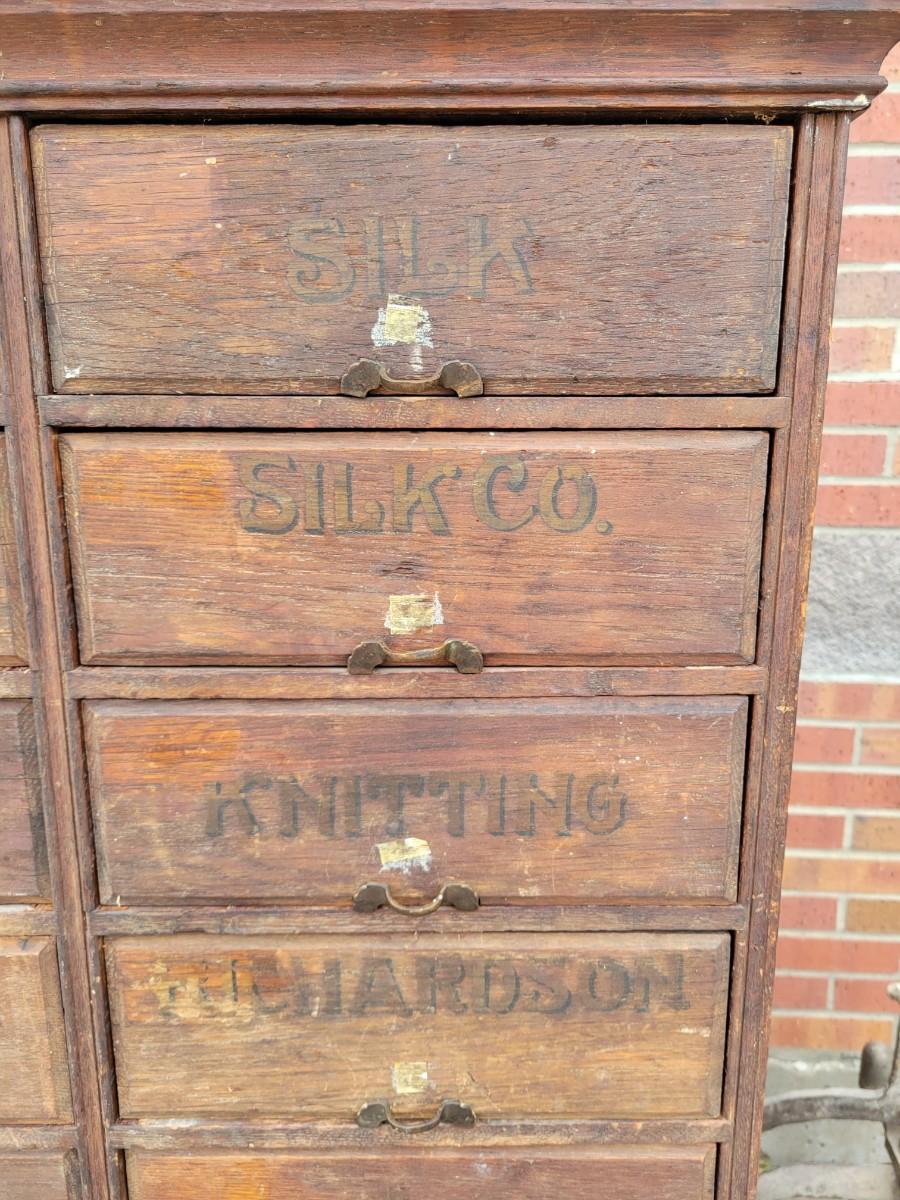 SILK
SILK CO.
KNITTING
RICHARDSON